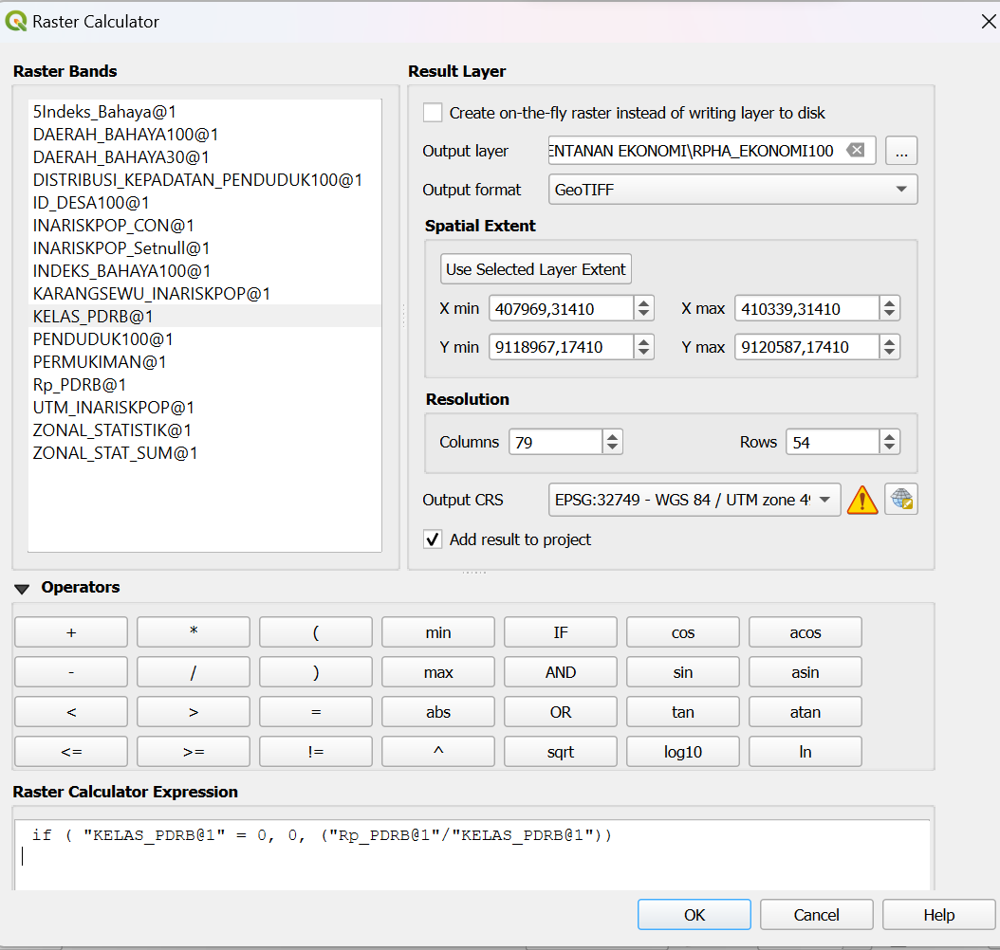 Raster Calculator
Raster Bands
5Indeks_Bahaya@1
DAERAH_BAHAYA100@1
DAERAH_BAHAYA30@1
DISTRIBUSI_KEPADATAN_PENDUDUK100@1
ID_DESA100@1
INARISKPOP_CON@1
INARISKPOP_Setnull@1
INDEKS_BAHAYA100@1
KARANGSEWU_INARISKPOP@1
KELAS_PDRB@1
PENDUDUK100@1
PERMUKIMAN@1
Rp_PDRB@1
UTM_INARISKPOP@1
ZONAL_STATISTIK@1
ZONAL_STAT_SUM@1
Result Layer
Create on-the-fly raster instead of writing layer to disk
Output layer ENTANAN EKONOMI\RPHA_EKONOMI100 ...
Output format GeoTIFF
Spatial Extent
Use Selected Layer Extent
X min 407969,31410 X max 410339,31410
Y min 9118967,17410 Y max 9120587,17410
Resolution
Columns 79 Rows 54
Output CRS EPSG:32749 - WGS 84 / UTM zone 4
Add result to project
Operators
+ * ( min IF cos acos
- / ) max AND sin asin
< > = abs OR tan atan
<= >= != ^ sqrt log10 ln
Raster Calculator Expression
if ( "KELAS_PDRB@1" = 0, 0, ("Rp_PDRB@1"/"KELAS_PDRB@1"))
OK Cancel Help